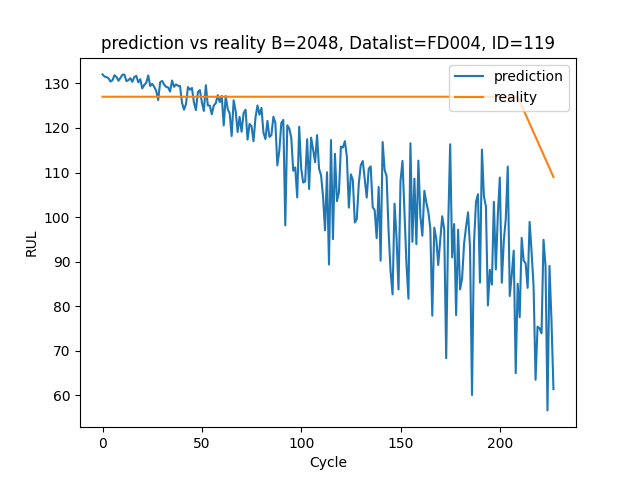 prediction vs reality B=2048, Datalist=FD004, ID=119
prediction
reality
RUL
130
120
110
100
90
80
70
60
0 50 100 150 200
Cycle